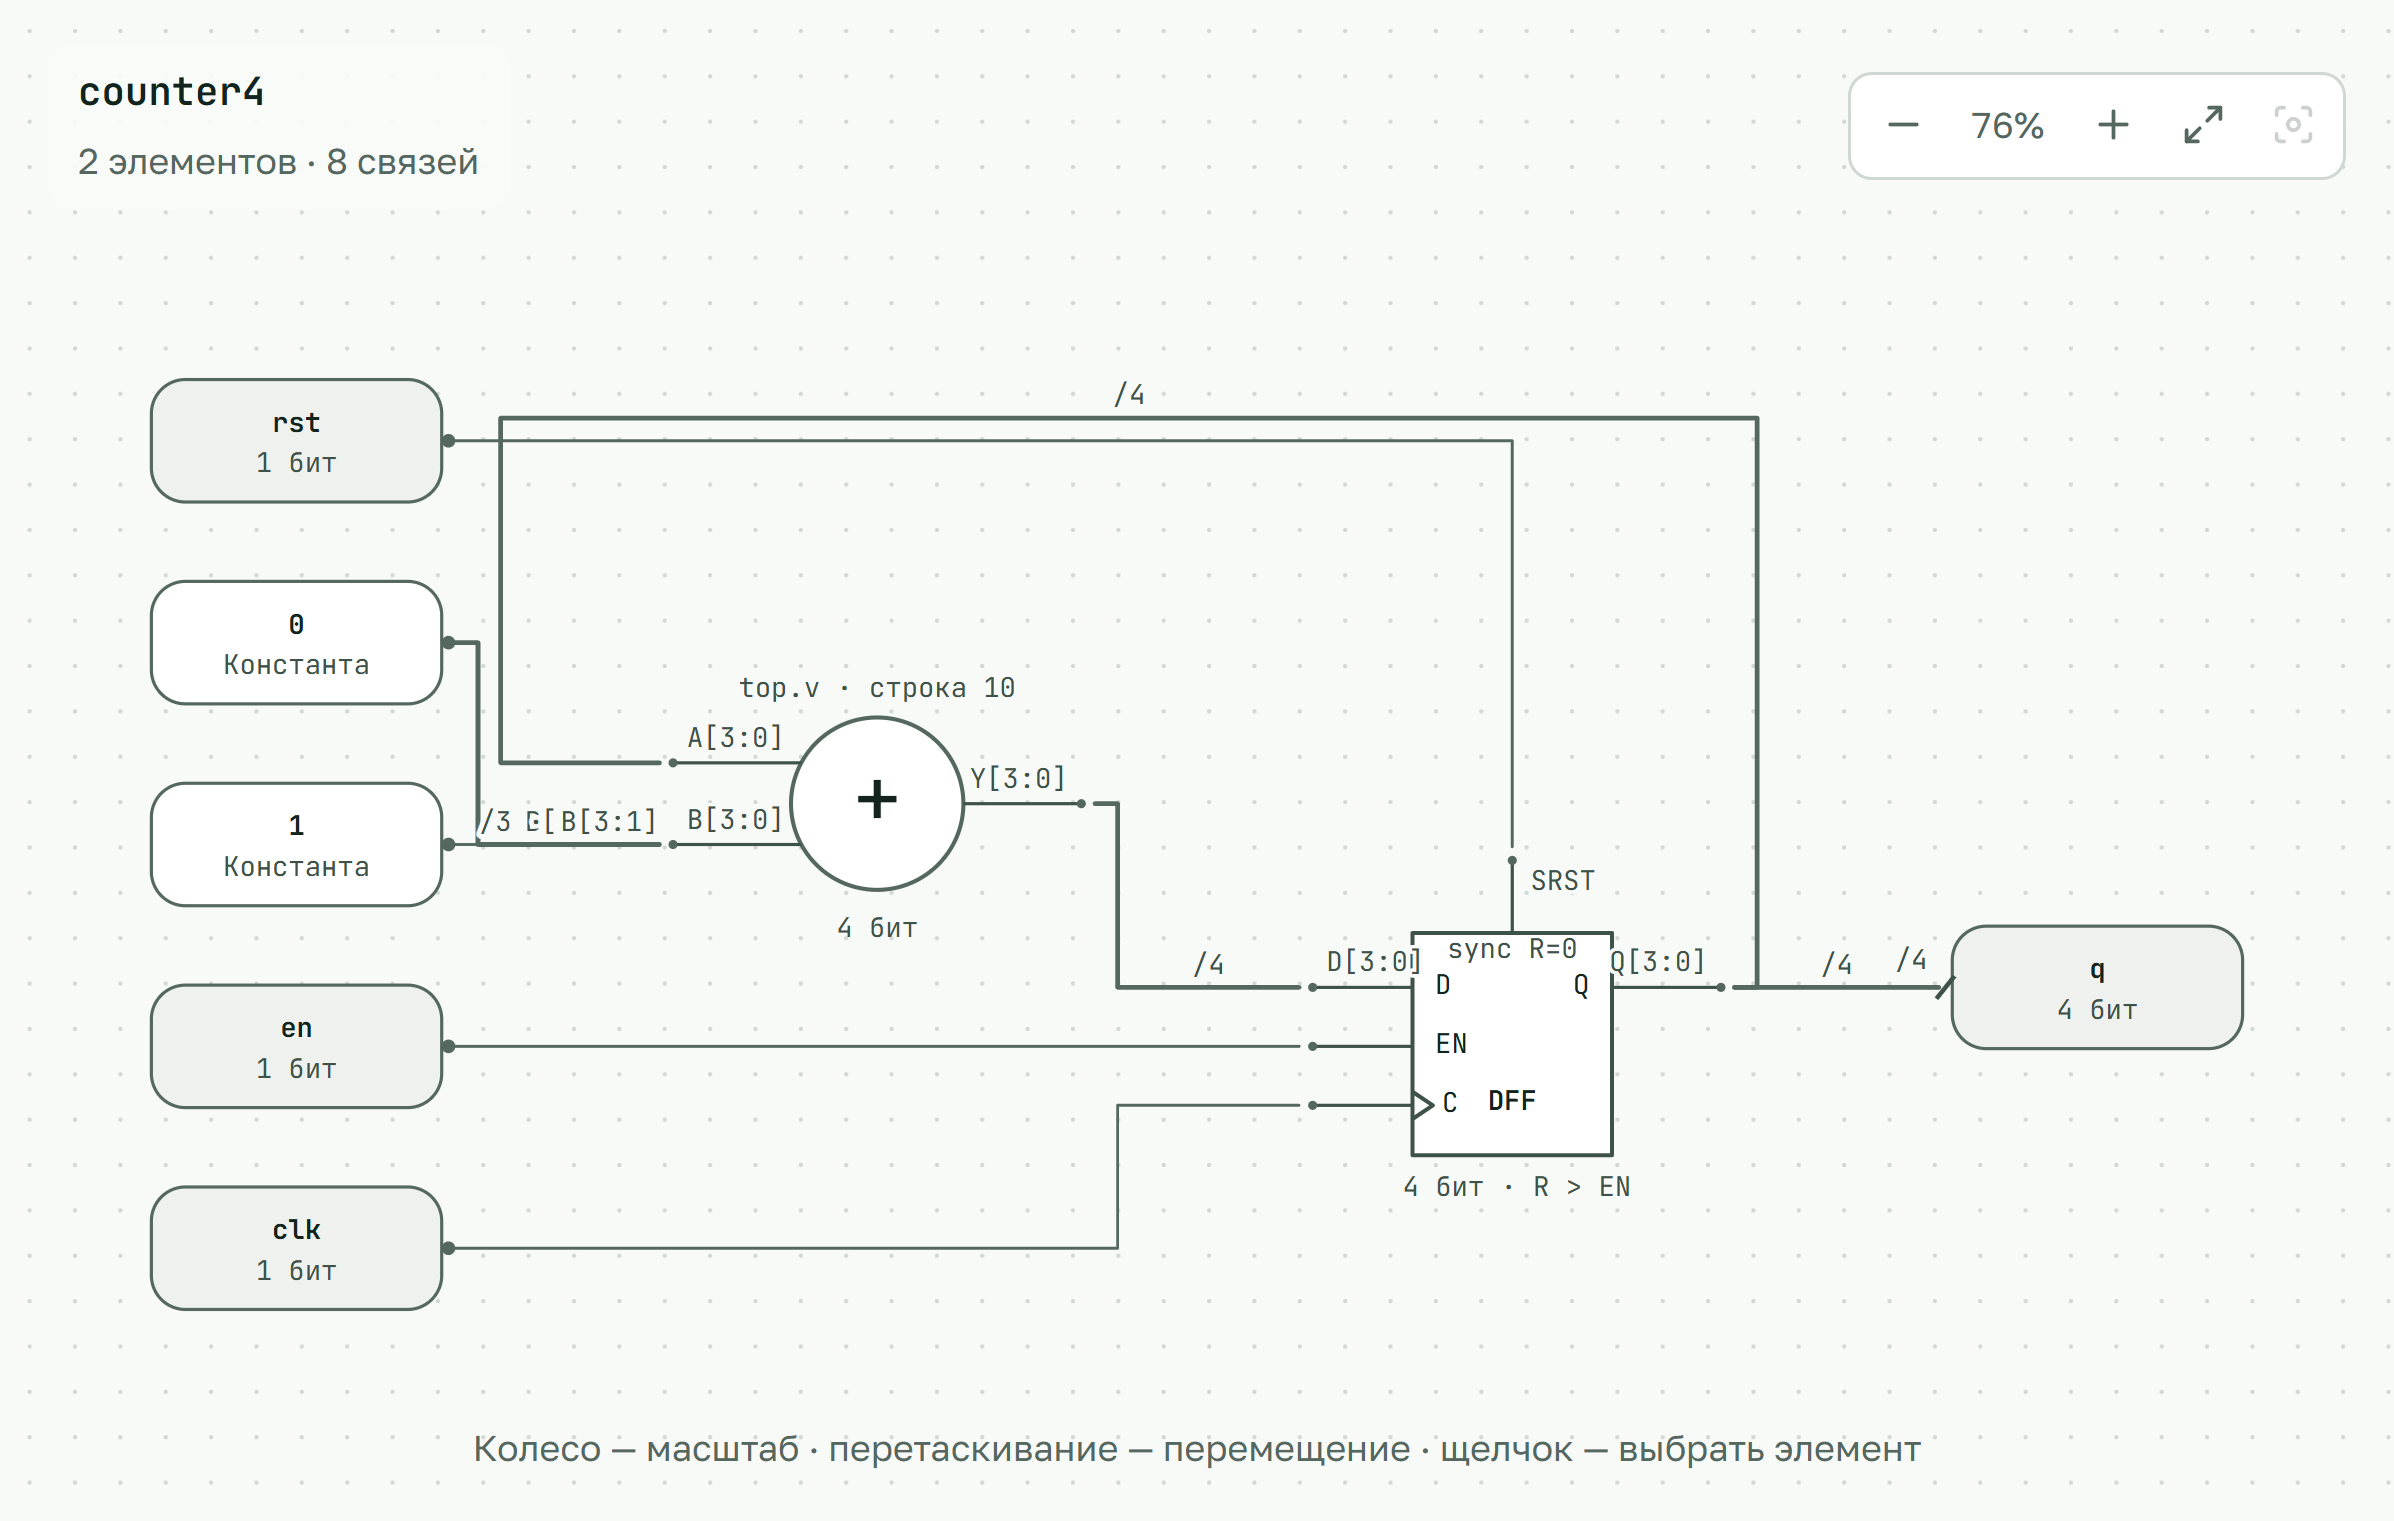 counter4
2 элементов · 8 связей
76%
/4
rst
1 бит
0
Константа
top.v · строка 10
A[3:0]
+
Y[3:0]
1
Константа
/3
B[3:1]
B[3:0]
4 бит
SRST
sync R=0
/4
D[3:0]
D
Q
Q[3:0]
/4
/4
q
4 бит
en
1 бит
EN
C
DFF
4 бит · R > EN
clk
1 бит
Колесо — масштаб · перетаскивание — перемещение · щелчок — выбрать элемент